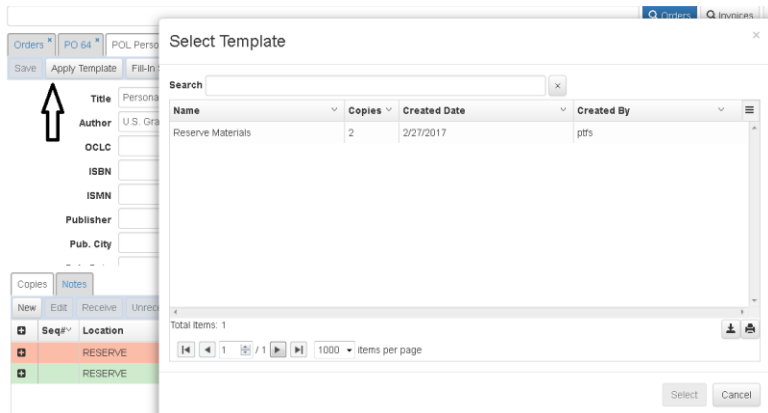 Orders Invoices
Orders × PO 64 × POL Perso
Save Apply Template Fill-In
Title Persona
Author U.S. Gra
OCLC
ISBN
ISMN
Publisher
Pub. City
Copies Notes
New Edit Receive Unrece
Seq# Location
RESERVE
RESERVE
Select Template ×
Search ×
Name Copies Created Date Created By
Reserve Materials 2 2/27/2017 ptfs
Total Items: 1
1 / 1 1000 items per page
Select Cancel